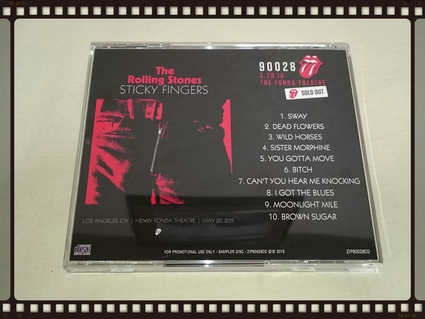 The
Rolling Stones
STICKY FINGERS
90028
5.20.15
THE FONDA THEATRE
SOLD OUT
1. SWAY
2. DEAD FLOWERS
3. WILD HORSES
4. SISTER MORPHINE
5. YOU GOTTA MOVE
6. BITCH
7. CAN'T YOU HEAR ME KNOCKING
8. I GOT THE BLUES
9. MOONLIGHT MILE
10. BROWN SUGAR
LOS ANGELES, CA | HENRY FONDA THEATRE | MAY 20, 2015
FOR PROMOTIONAL USE ONLY - SAMPLER DISC - ZIP90028CD ©℗ 2015
ZIP90028CD